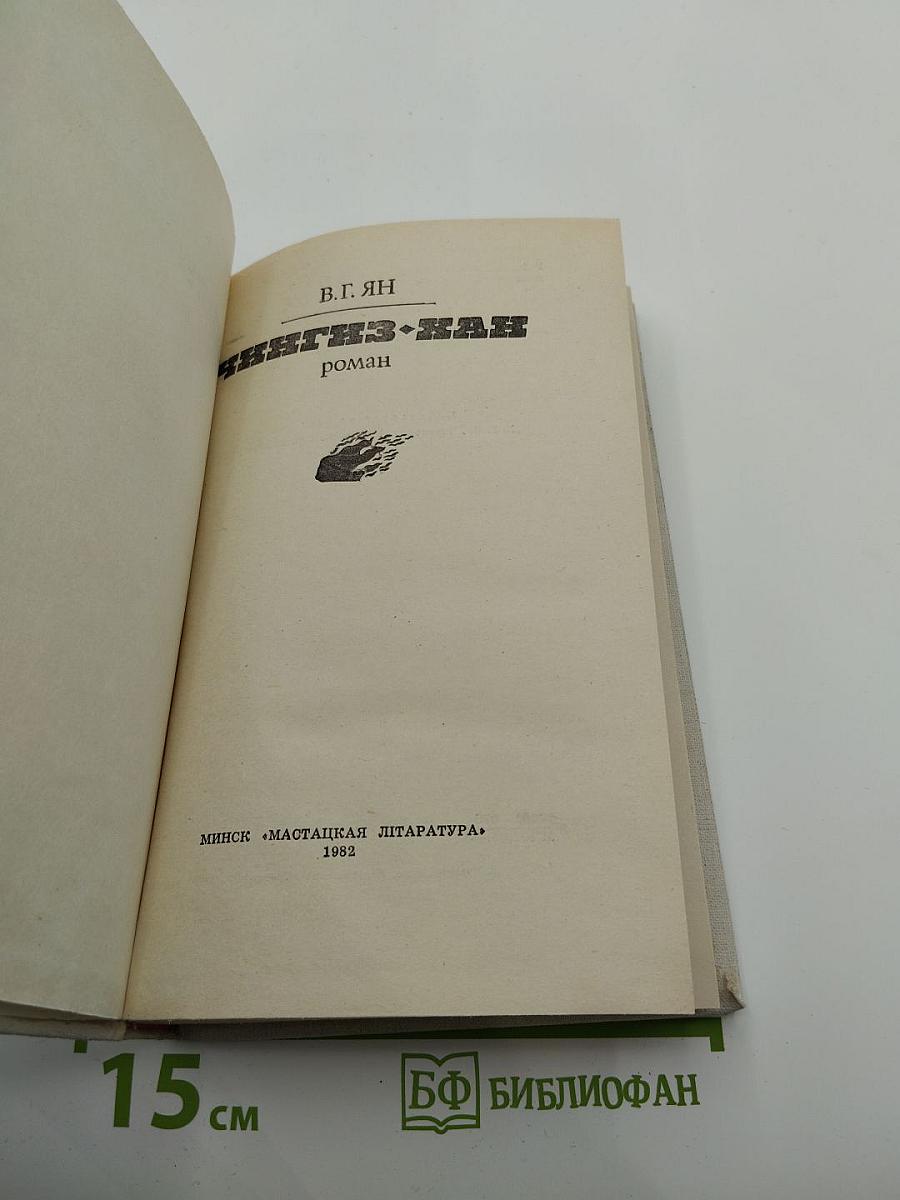 В. Г. ЯН
ЧИНГИЗ-ХАН
роман
МИНСК «МАСТАЦКАЯ ЛІТАРАТУРА»
1982
15 см
БФ БИБЛИОФАН